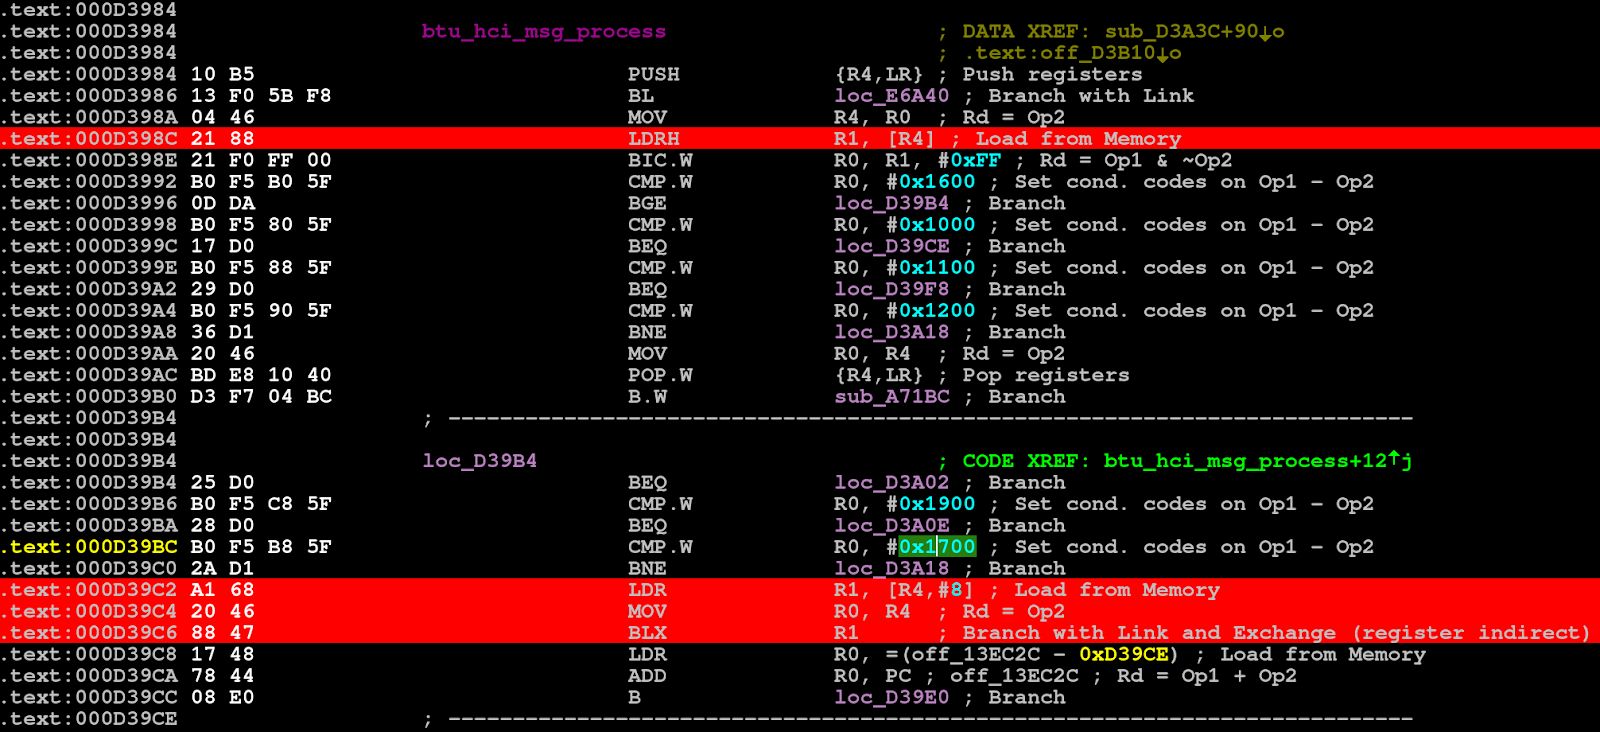 .text:000D3984
.text:000D3984 btu_hci_msg_process ; DATA XREF: sub_D3A3C+90↓o
.text:000D3984 ; .text:off_D3B10↓o
.text:000D3984 10 B5 PUSH {R4,LR} ; Push registers
.text:000D3986 13 F0 5B F8 BL loc_E6A40 ; Branch with Link
.text:000D398A 04 46 MOV R4, R0 ; Rd = Op2
.text:000D398C 21 88 LDRH R1, [R4] ; Load from Memory
.text:000D398E 21 F0 FF 00 BIC.W R0, R1, #0xFF ; Rd = Op1 & ~Op2
.text:000D3992 B0 F5 B0 5F CMP.W R0, #0x1600 ; Set cond. codes on Op1 - Op2
.text:000D3996 0D DA BGE loc_D39B4 ; Branch
.text:000D3998 B0 F5 80 5F CMP.W R0, #0x1000 ; Set cond. codes on Op1 - Op2
.text:000D399C 17 D0 BEQ loc_D39CE ; Branch
.text:000D399E B0 F5 88 5F CMP.W R0, #0x1100 ; Set cond. codes on Op1 - Op2
.text:000D39A2 29 D0 BEQ loc_D39F8 ; Branch
.text:000D39A4 B0 F5 90 5F CMP.W R0, #0x1200 ; Set cond. codes on Op1 - Op2
.text:000D39A8 36 D1 BNE loc_D3A18 ; Branch
.text:000D39AA 20 46 MOV R0, R4 ; Rd = Op2
.text:000D39AC BD E8 10 40 POP.W {R4,LR} ; Pop registers
.text:000D39B0 D3 F7 04 BC B.W sub_A71BC ; Branch
.text:000D39B4 ; ---------------------------------------------------------------------------
.text:000D39B4
.text:000D39B4 loc_D39B4 ; CODE XREF: btu_hci_msg_process+12↑j
.text:000D39B4 25 D0 BEQ loc_D3A02 ; Branch
.text:000D39B6 B0 F5 C8 5F CMP.W R0, #0x1900 ; Set cond. codes on Op1 - Op2
.text:000D39BA 28 D0 BEQ loc_D3A0E ; Branch
.text:000D39BC B0 F5 B8 5F CMP.W R0, #0x1700 ; Set cond. codes on Op1 - Op2
.text:000D39C0 2A D1 BNE loc_D3A18 ; Branch
.text:000D39C2 A1 68 LDR R1, [R4,#8] ; Load from Memory
.text:000D39C4 20 46 MOV R0, R4 ; Rd = Op2
.text:000D39C6 88 47 BLX R1 ; Branch with Link and Exchange (register indirect)
.text:000D39C8 17 48 LDR R0, =(off_13EC2C - 0xD39CE) ; Load from Memory
.text:000D39CA 78 44 ADD R0, PC ; off_13EC2C ; Rd = Op1 + Op2
.text:000D39CC 08 E0 B loc_D39E0 ; Branch
.text:000D39CE ; ---------------------------------------------------------------------------